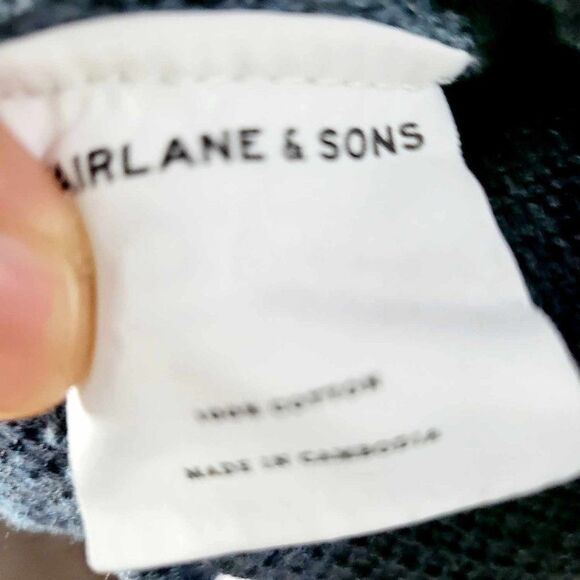 AIRLANE & SONS
100% COTTON
MADE IN CAMBODIA